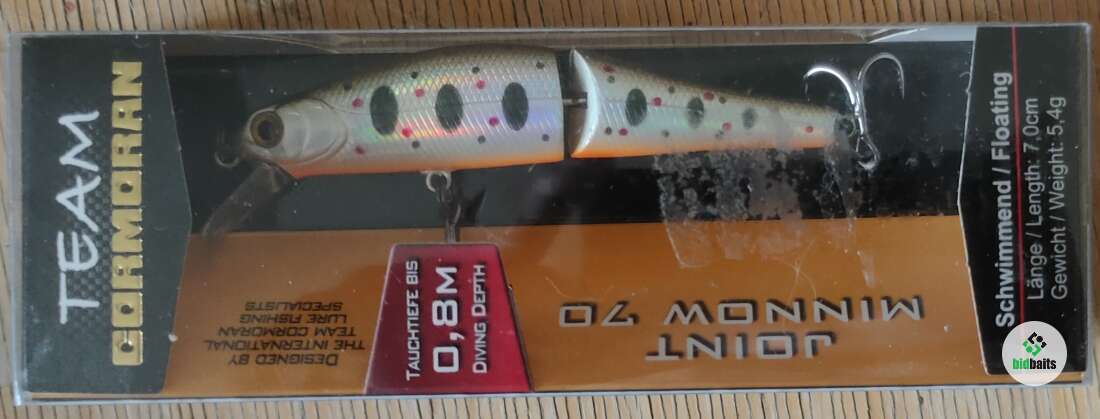 TEAM
CORMORAN
TAUCHTIEFE BIS
0,8M
DIVING DEPTH
DESIGNED BY
THE INTERNATIONAL
TEAM CORMORAN
LURE FISHING
SPECIALISTS
JOINT
MINNOW 70
Schwimmend / Floating
Länge / Length: 7,0cm
Gewicht / Weight: 5,4g
bidbaits